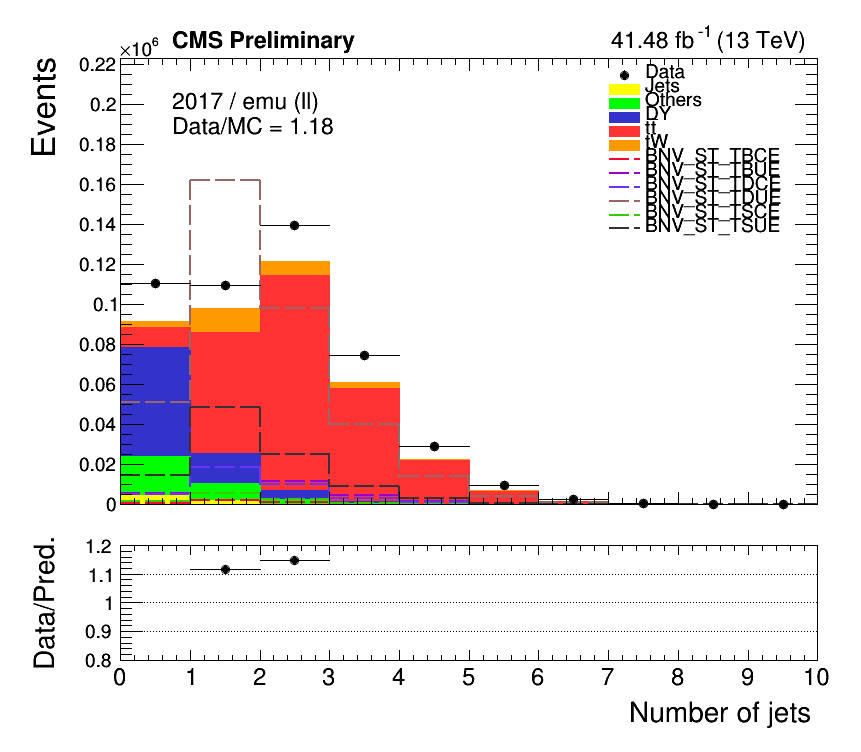 ×10⁶ CMS Preliminary 41.48 fb⁻¹ (13 TeV)
Events
0.22
0.2
0.18
0.16
0.14
0.12
0.1
0.08
0.06
0.04
0.02
0
2017 / emu (ll)
Data/MC = 1.18
Data
Jets
Others
DY
tt
tW
BNV_ST_TBCE
BNV_ST_TBUE
BNV_ST_TDCE
BNV_ST_TDUE
BNV_ST_TSCE
BNV_ST_TSUE
Data/Pred.
1.2
1.1
1
0.9
0.8
0 1 2 3 4 5 6 7 8 9 10
Number of jets